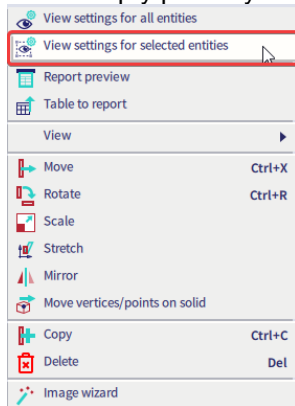 View settings for all entities
View settings for selected entities
Report preview
Table to report
View
Move Ctrl+X
Rotate Ctrl+R
Scale
Stretch
Mirror
Move vertices/points on solid
Copy Ctrl+C
Delete Del
Image wizard